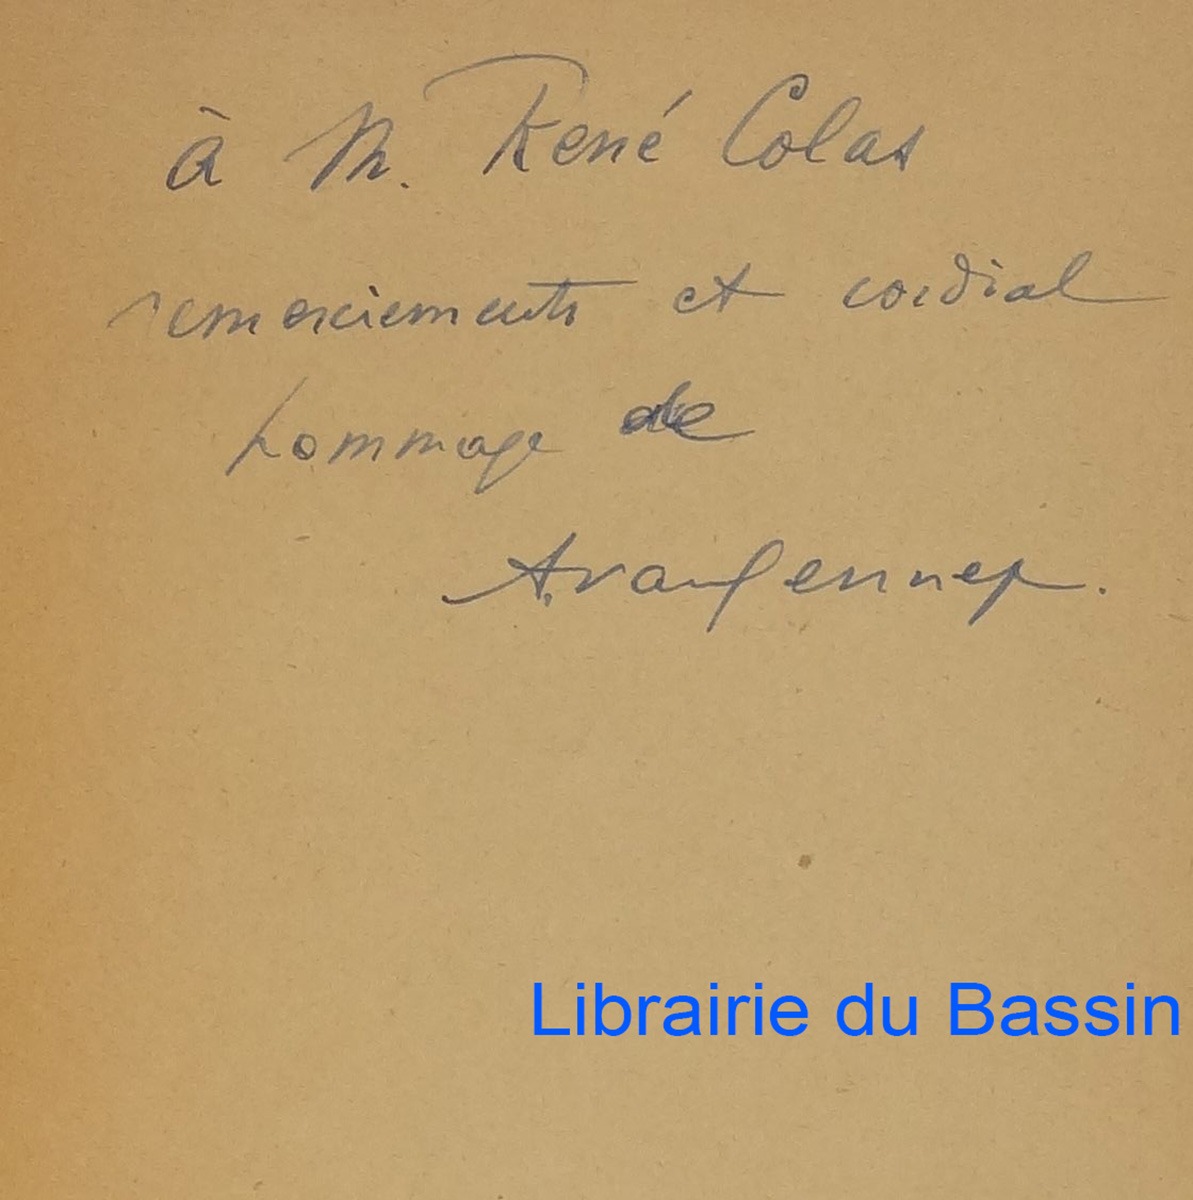 à M. René Colas
remerciements et cordial
hommage de
A. van Gennep.
Librairie du Bassin